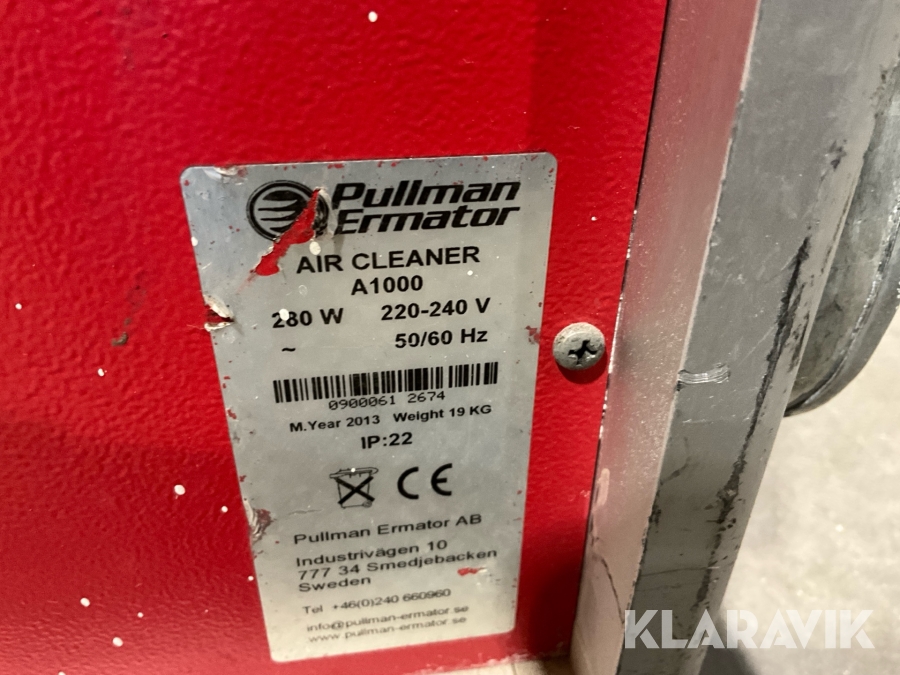 Pullman
Ermator
AIR CLEANER
A1000
280 W 220-240 V
~ 50/60 Hz
0900061 2674
M.Year 2013 Weight 19 KG
IP:22
CE
Pullman Ermator AB
Industrivägen 10
777 34 Smedjebacken
Sweden
Tel +46(0)240 660960
info@pullman-ermator.se
www.pullman-ermator.se
KLARAVIK